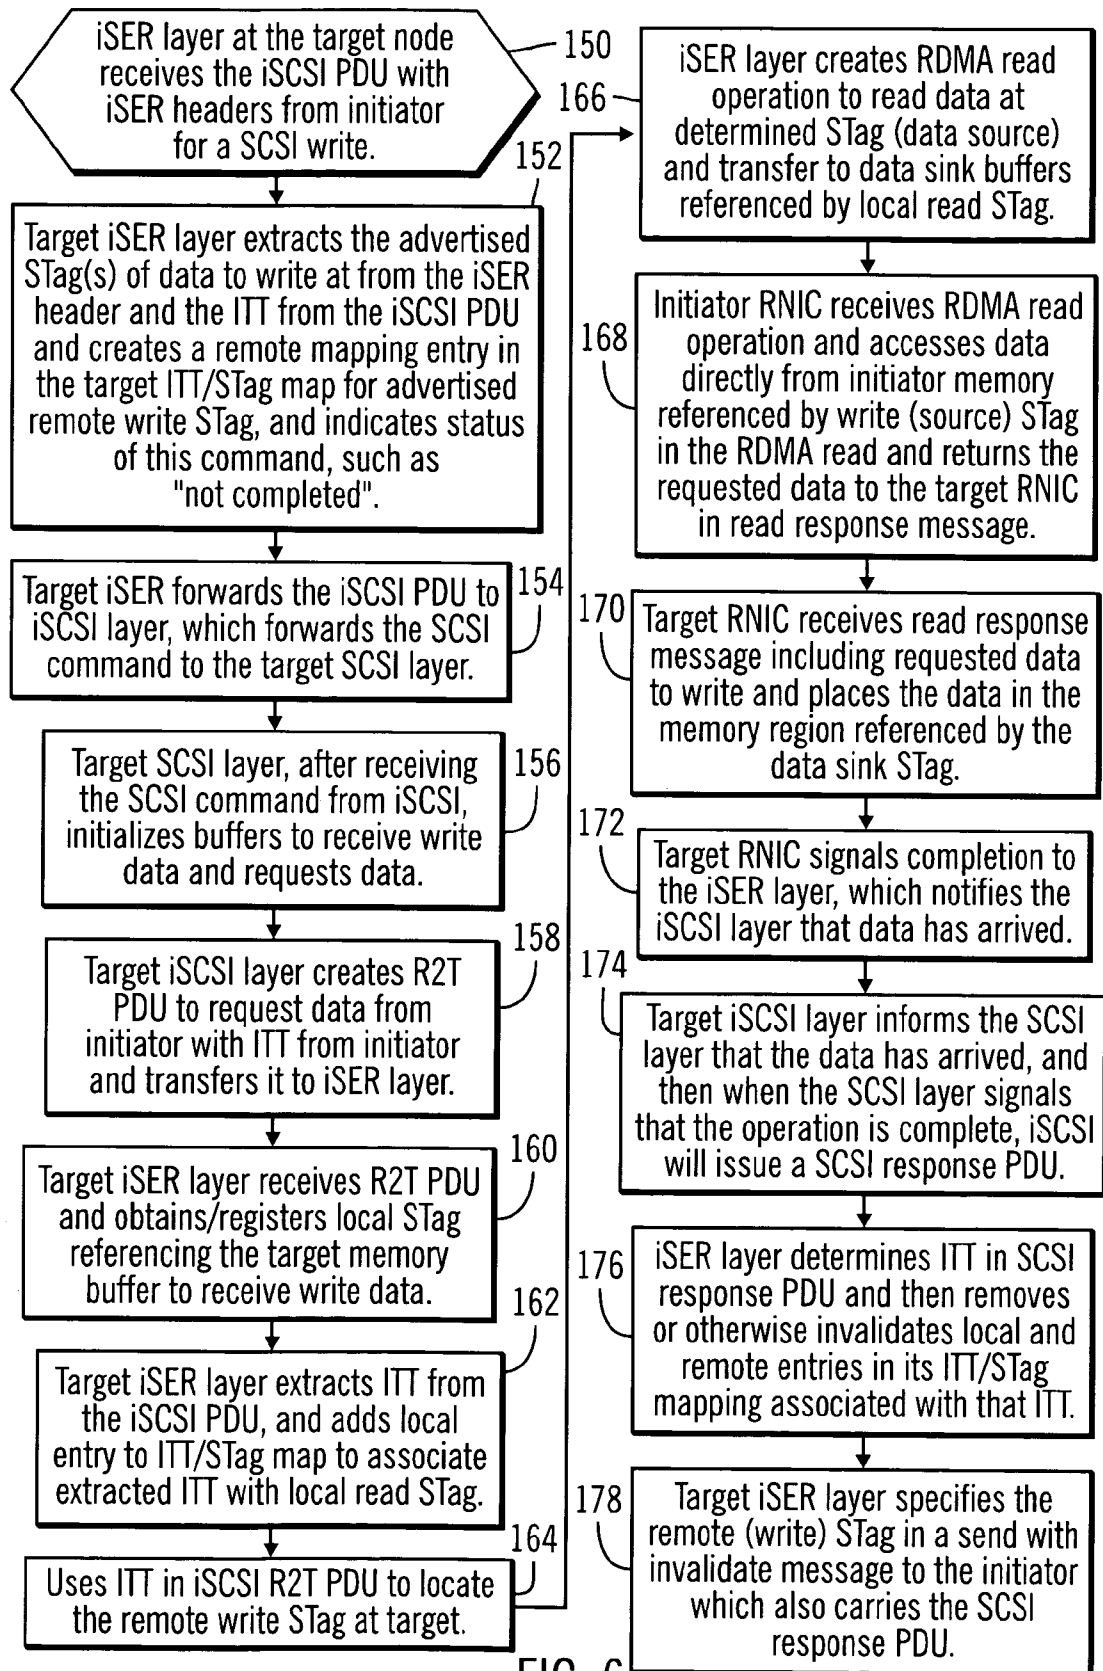 iSER layer at the target node
receives the iSCSI PDU with
iSER headers from initiator
for a SCSI write.
150
152
Target iSER layer extracts the advertised
STag(s) of data to write at from the iSER
header and the ITT from the iSCSI PDU
and creates a remote mapping entry in
the target ITT/STag map for advertised
remote write STag, and indicates status
of this command, such as
"not completed".
154
Target iSER forwards the iSCSI PDU to
iSCSI layer, which forwards the SCSI
command to the target SCSI layer.
156
Target SCSI layer, after receiving
the SCSI command from iSCSI,
initializes buffers to receive write
data and requests data.
158
Target iSCSI layer creates R2T
PDU to request data from
initiator with ITT from initiator
and transfers it to iSER layer.
160
Target iSER layer receives R2T PDU
and obtains/registers local STag
referencing the target memory
buffer to receive write data.
162
Target iSER layer extracts ITT from
the iSCSI PDU, and adds local
entry to ITT/STag map to associate
extracted ITT with local read STag.
164
Uses ITT in iSCSI R2T PDU to locate
the remote write STag at target.
166
iSER layer creates RDMA read
operation to read data at
determined STag (data source)
and transfer to data sink buffers
referenced by local read STag.
168
Initiator RNIC receives RDMA read
operation and accesses data
directly from initiator memory
referenced by write (source) STag
in the RDMA read and returns the
requested data to the target RNIC
in read response message.
170
Target RNIC receives read response
message including requested data
to write and places the data in the
memory region referenced by the
data sink STag.
172
Target RNIC signals completion to
the iSER layer, which notifies the
iSCSI layer that data has arrived.
174
Target iSCSI layer informs the SCSI
layer that the data has arrived, and
then when the SCSI layer signals
that the operation is complete, iSCSI
will issue a SCSI response PDU.
176
iSER layer determines ITT in SCSI
response PDU and then removes
or otherwise invalidates local and
remote entries in its ITT/STag
mapping associated with that ITT.
178
Target iSER layer specifies the
remote (write) STag in a send with
invalidate message to the initiator
which also carries the SCSI
response PDU.
FIG. 6